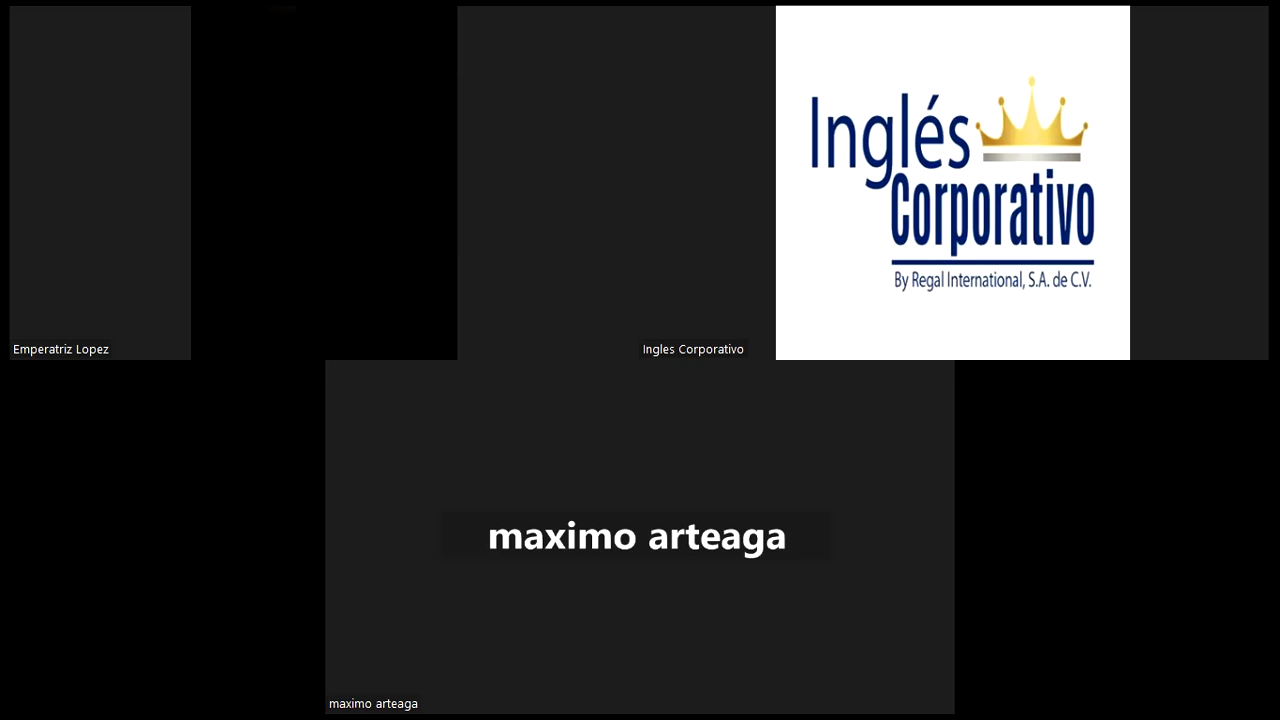 Inglés
Corporativo
By Regal International, S.A. de C.V.
Emperatriz Lopez
Ingles Corporativo
maximo arteaga
maximo arteaga